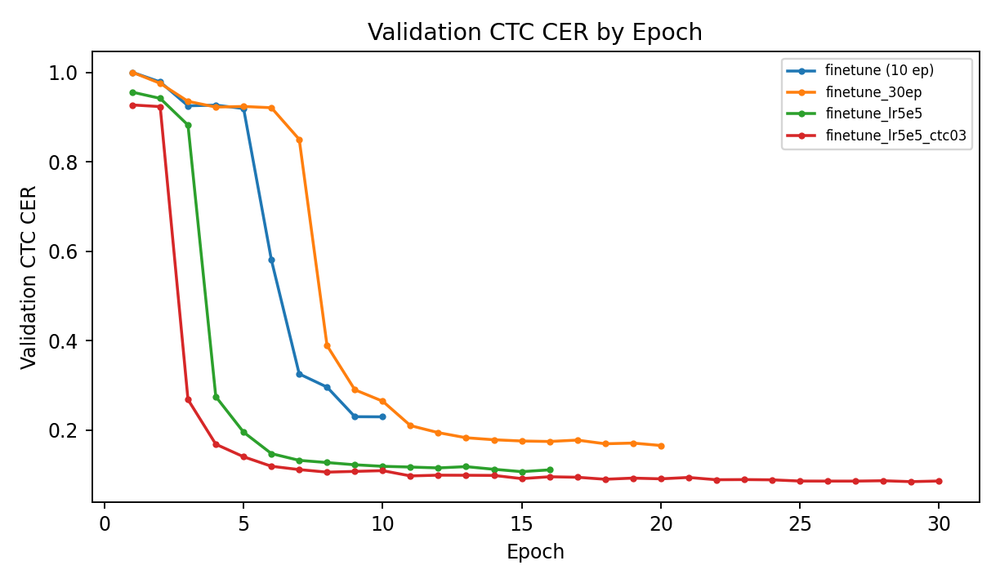 Validation CTC CER by Epoch
finetune (10 ep)
finetune_30ep
finetune_lr5e5
finetune_lr5e5_ctc03
Validation CTC CER
1.0
0.8
0.6
0.4
0.2
0 5 10 15 20 25 30
Epoch